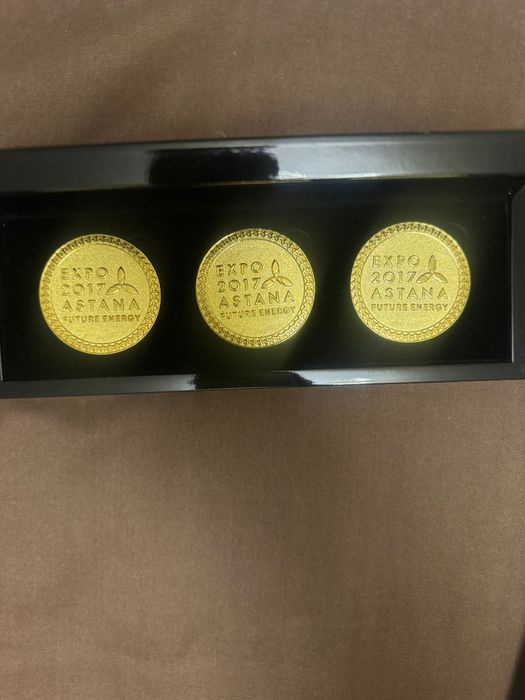 EXPO
2017
ASTANA
FUTURE ENERGY
EXPO
2017
ASTANA
FUTURE ENERGY
EXPO
2017
ASTANA
FUTURE ENERGY